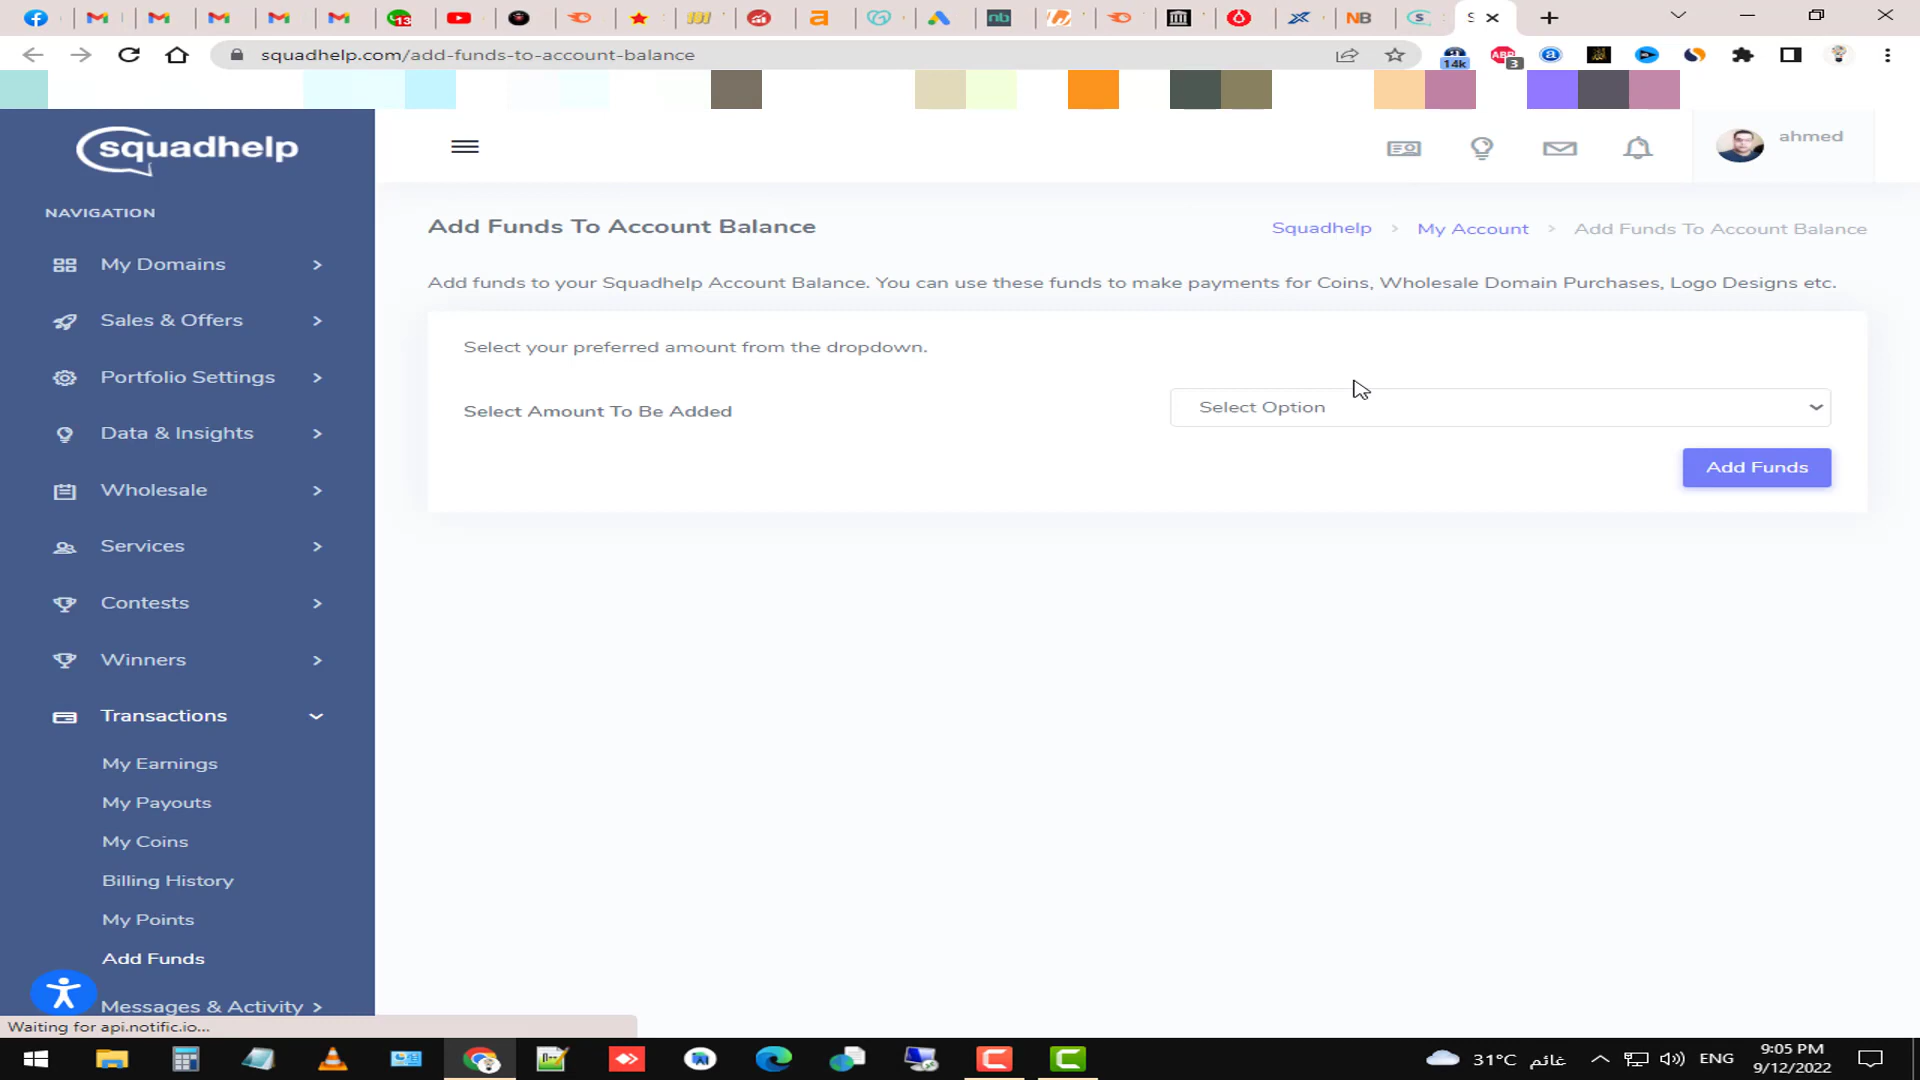 13
NB
S
squadhelp.com/add-funds-to-account-balance
14k
ABP
3
squadhelp
ahmed
NAVIGATION
Add Funds To Account Balance
Squadhelp > My Account > Add Funds To Account Balance
My Domains
Add funds to your Squadhelp Account Balance. You can use these funds to make payments for Coins, Wholesale Domain Purchases, Logo Designs etc.
Sales & Offers
Select your preferred amount from the dropdown.
Portfolio Settings
Select Amount To Be Added
Select Option
Data & Insights
Add Funds
Wholesale
Services
Contests
Winners
Transactions
My Earnings
My Payouts
My Coins
Billing History
My Points
Add Funds
Messages & Activity
Waiting for api.notific.io...
31°C غائم
ENG
9:05 PM
9/12/2022